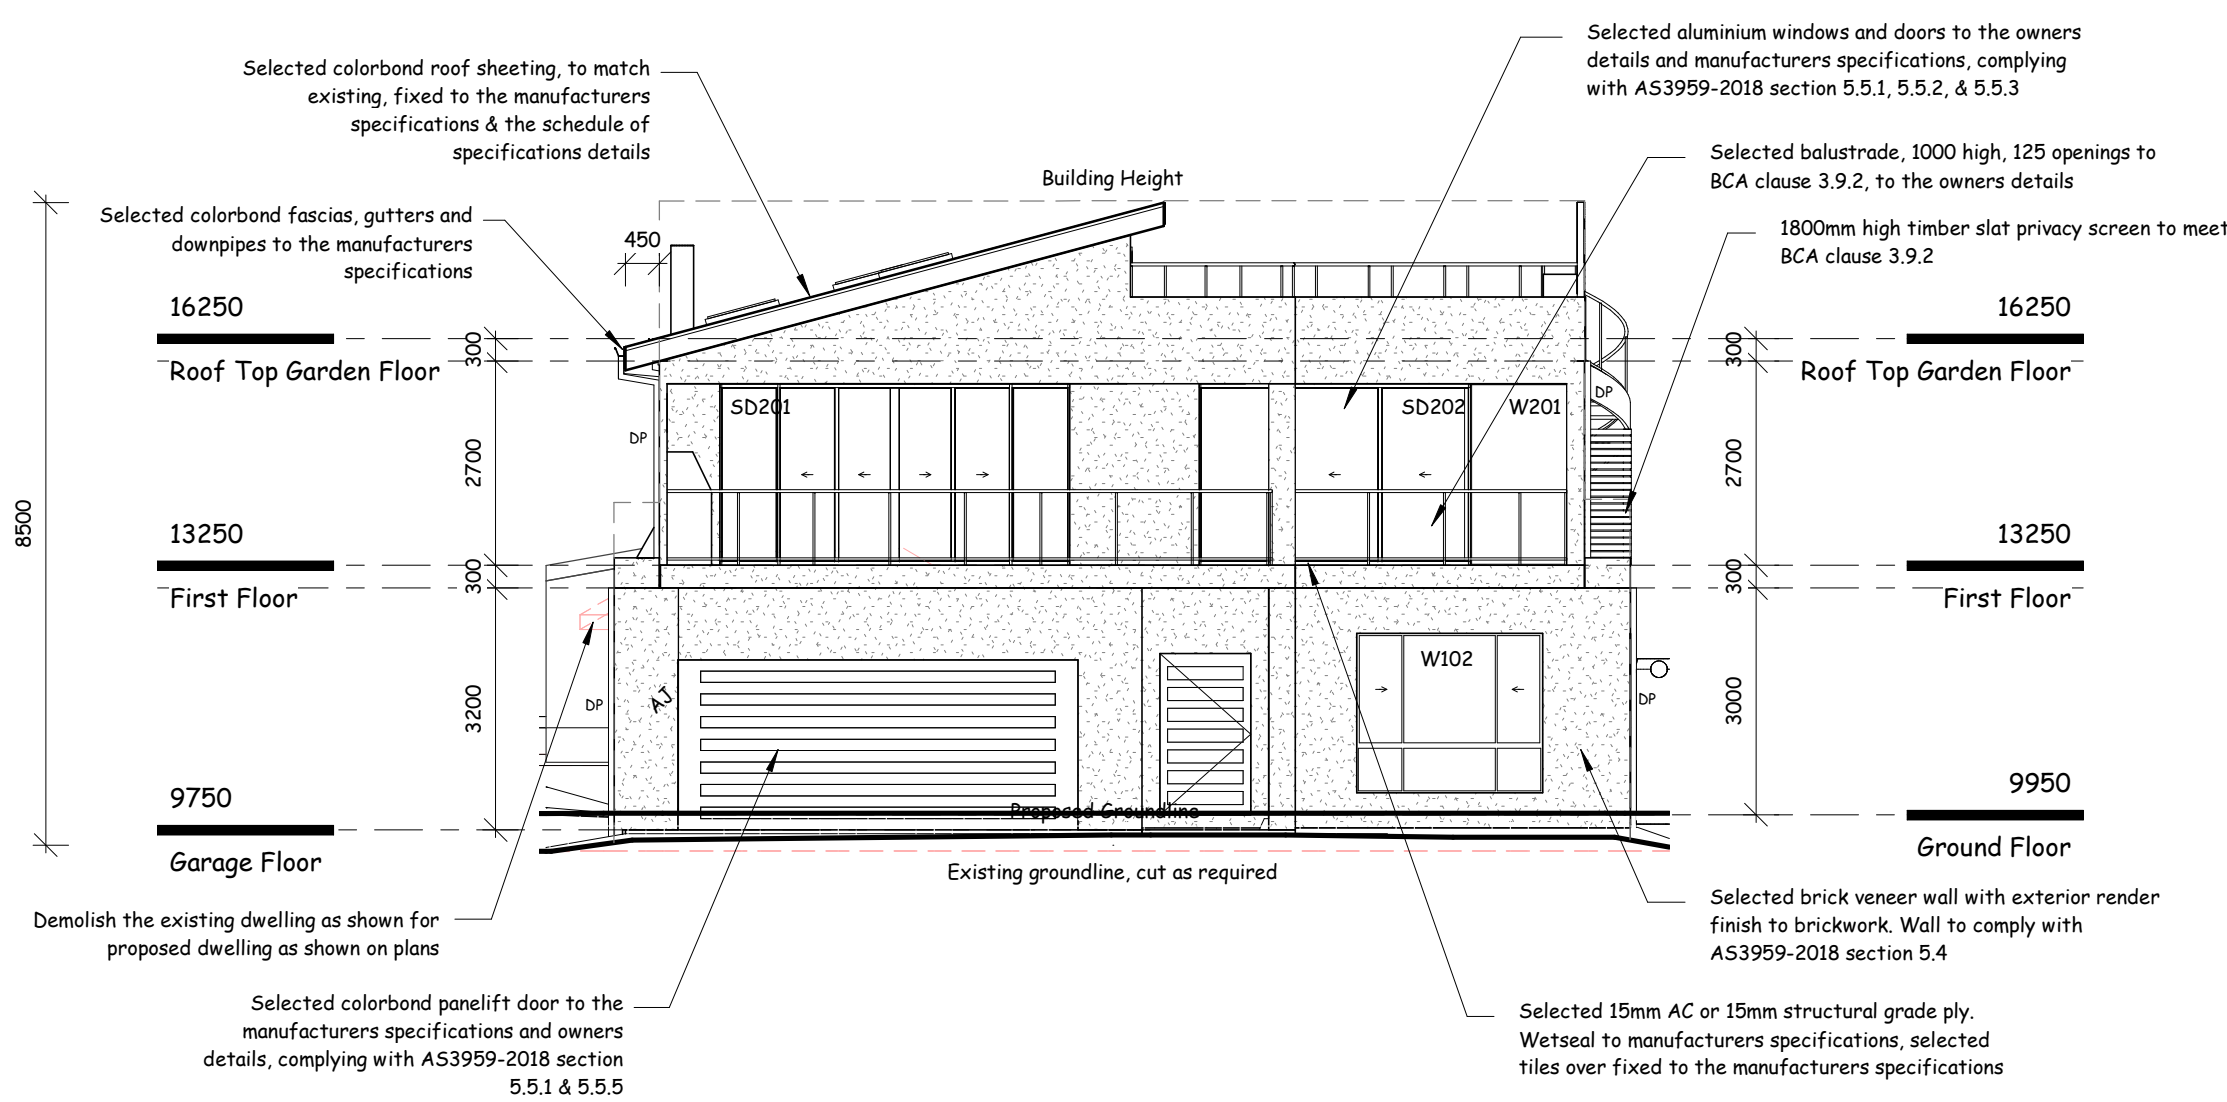 Selected colorbond roof sheeting, to match
existing, fixed to the manufacturers
specifications & the schedule of
specifications details
Selected aluminium windows and doors to the owners
details and manufacturers specifications, complying
with AS3959-2018 section 5.5.1, 5.5.2, & 5.5.3
Selected balustrade, 1000 high, 125 openings to
BCA clause 3.9.2, to the owners details
1800mm high timber slat privacy screen to meet
BCA clause 3.9.2
Building Height
Selected colorbond fascias, gutters and
downpipes to the manufacturers
specifications
450
16250
Roof Top Garden Floor
300
16250
Roof Top Garden Floor
300
SD201
SD202
W201
DP
DP
2700
2700
8500
13250
First Floor
300
13250
First Floor
300
W102
AJ
DP
DP
3200
3000
9750
Garage Floor
9950
Ground Floor
Proposed Groundline
Existing groundline, cut as required
Demolish the existing dwelling as shown for
proposed dwelling as shown on plans
Selected brick veneer wall with exterior render
finish to brickwork. Wall to comply with
AS3959-2018 section 5.4
Selected colorbond panelift door to the
manufacturers specifications and owners
details, complying with AS3959-2018 section
5.5.1 & 5.5.5
Selected 15mm AC or 15mm structural grade ply.
Wetseal to manufacturers specifications, selected
tiles over fixed to the manufacturers specifications